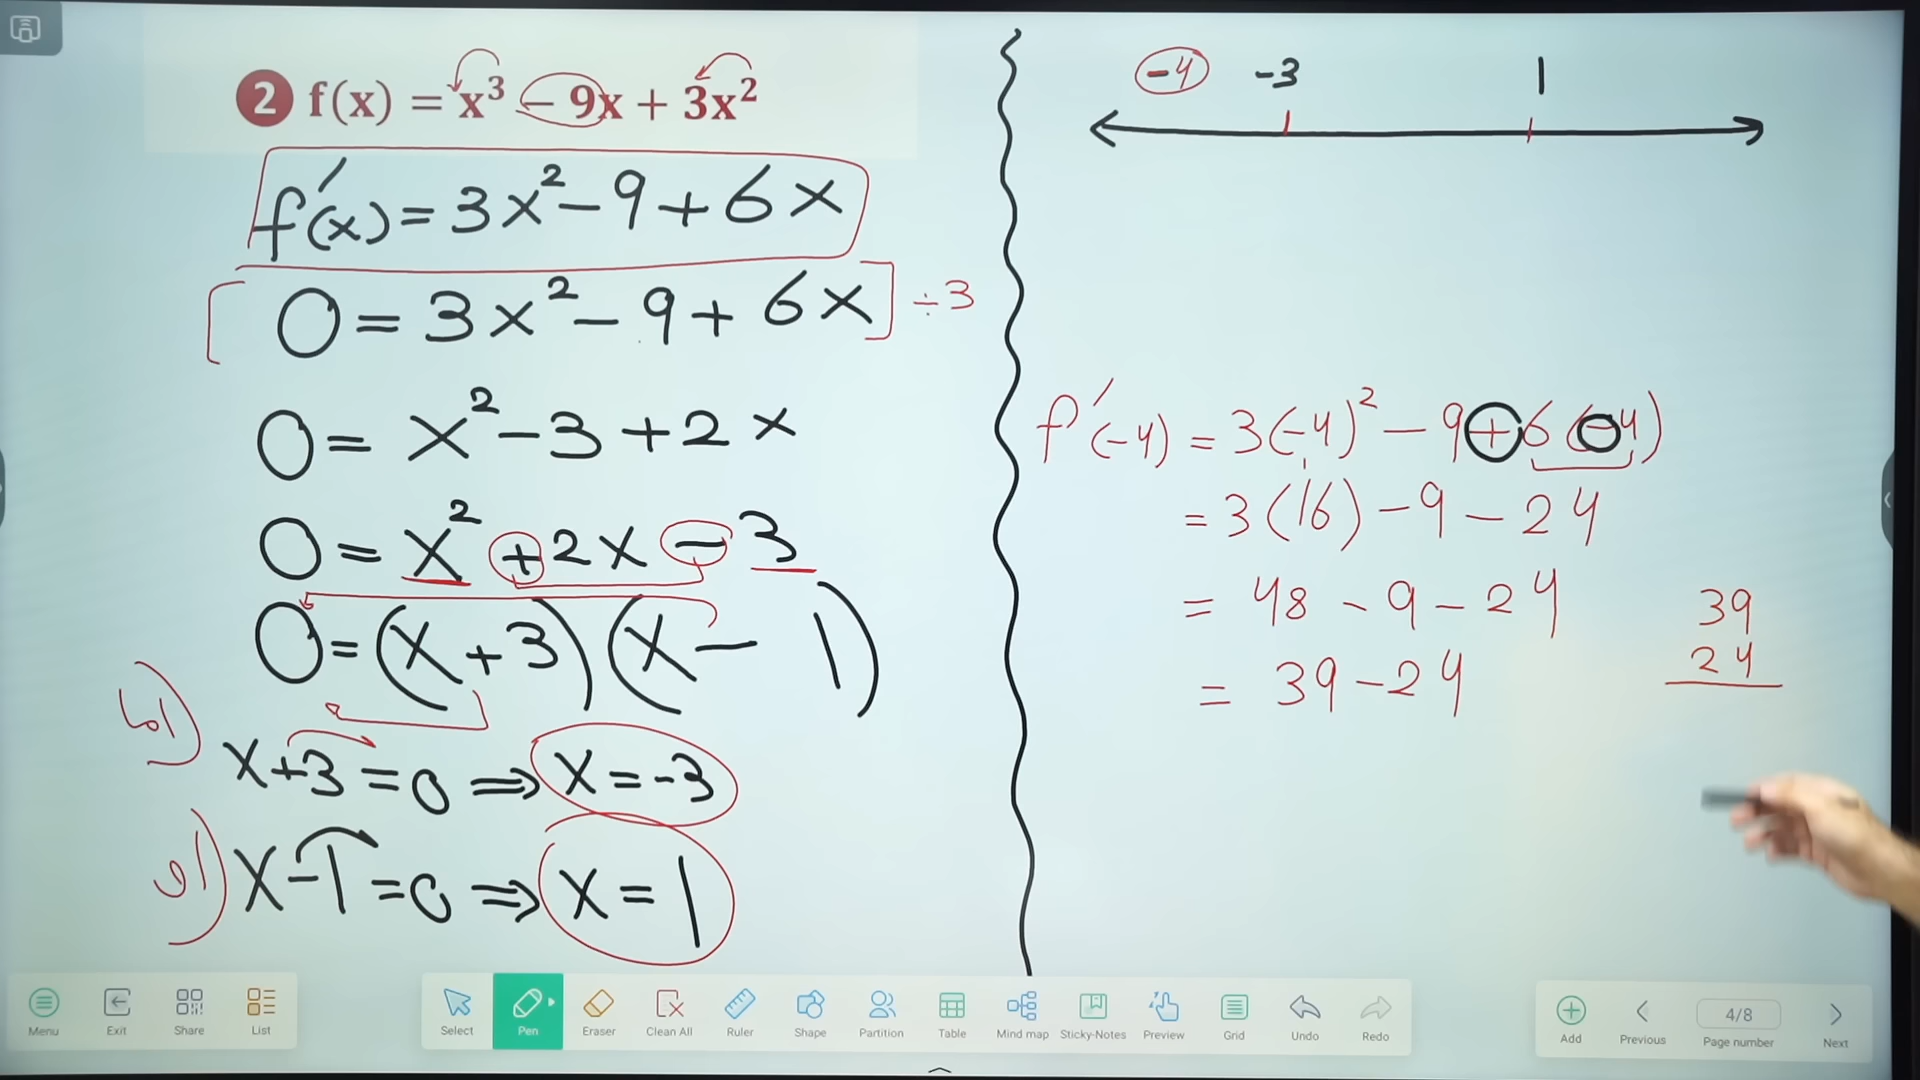 2 f(x) = x³ − 9x + 3x²
f′(x) = 3x² − 9 + 6x
[ 0 = 3x² − 9 + 6x ] ÷3
0 = x² − 3 + 2x
0 = x² + 2x − 3
0 = (x + 3)(x − 1)
إما) x + 3 = 0 ⇒ x = -3
أو) x − 1 = 0 ⇒ x = 1
-4 -3 1
f′(-4) = 3(-4)² − 9 + 6(-4)
= 3(16) − 9 − 24
= 48 − 9 − 24
= 39 − 24
39
24
Menu Exit Share List Select Pen Eraser Clean All Ruler Shape Partition Table Mind map Sticky-Notes Preview Grid Undo Redo Add Previous 4/8 Page number Next